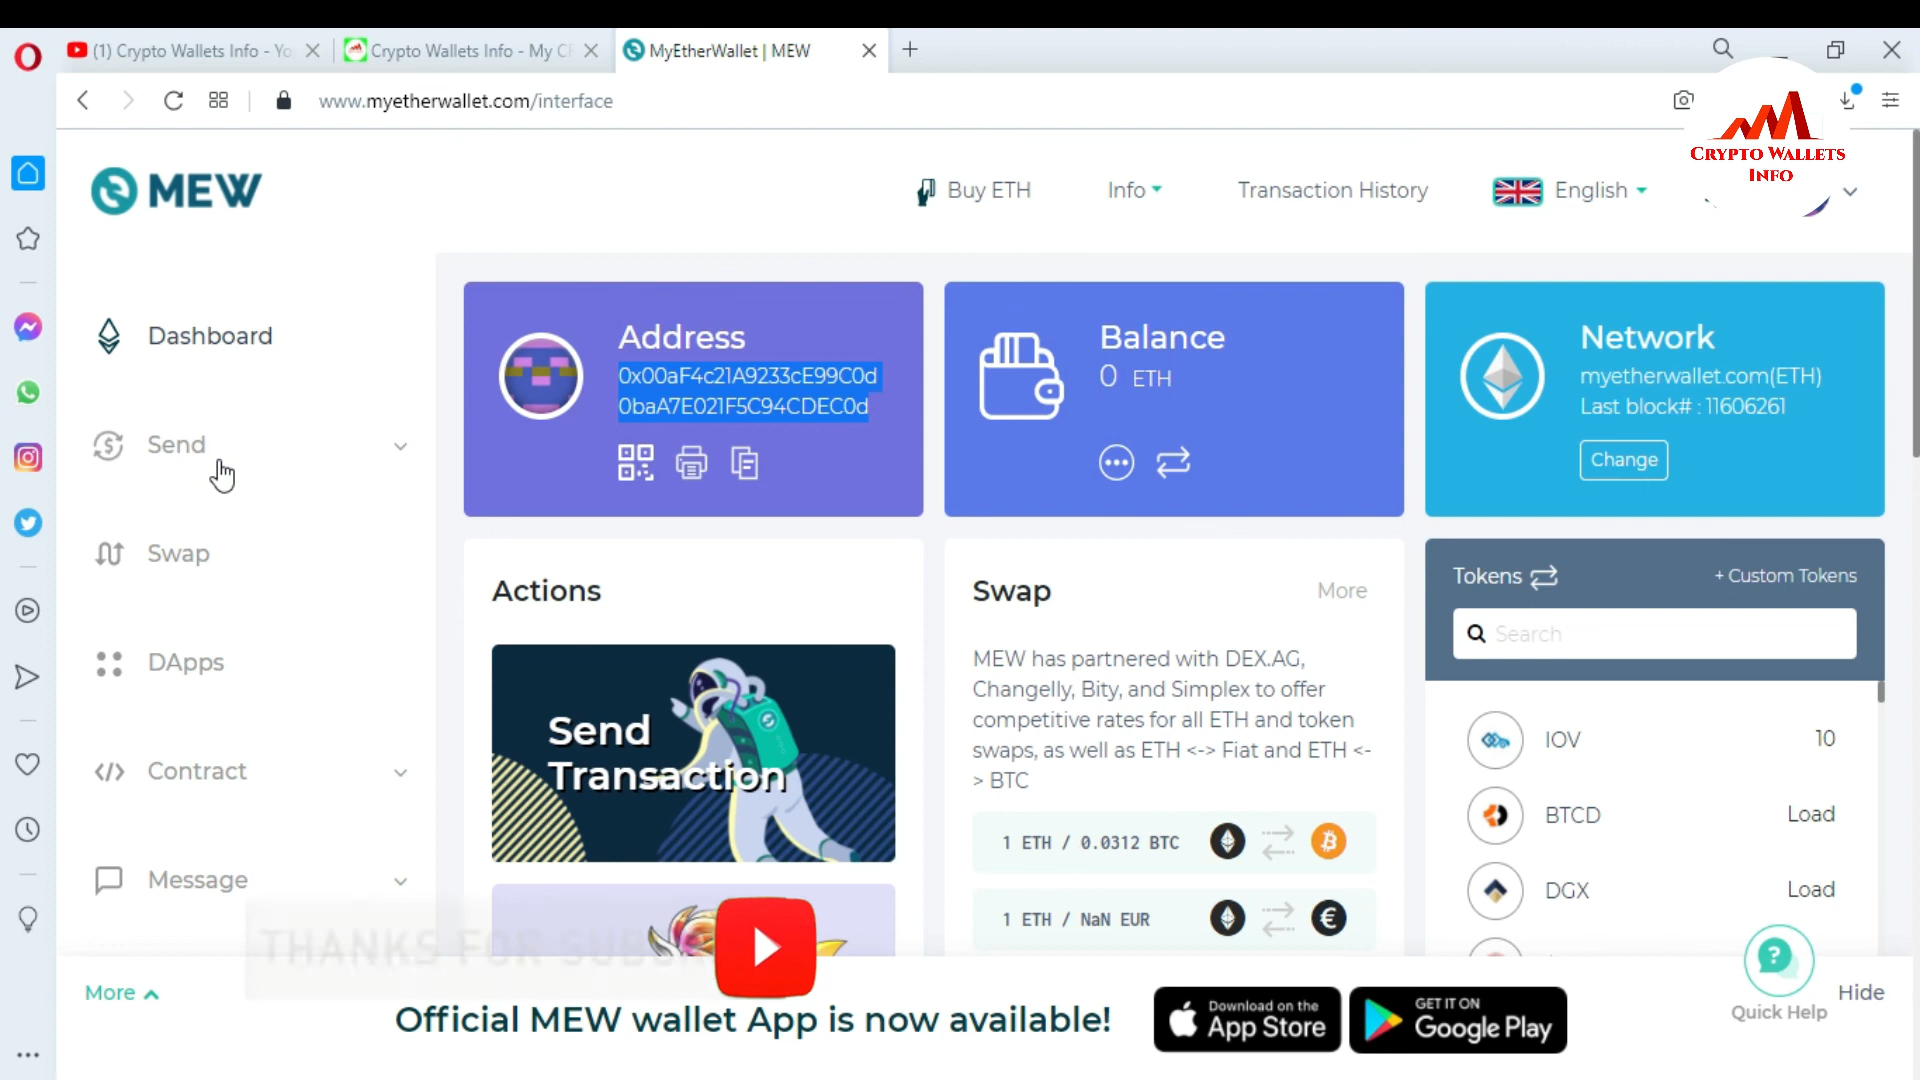 (1) Crypto Wallets Info - Yo
Crypto Wallets Info - My Cr
MyEtherWallet | MEW
www.myetherwallet.com/interface
CRYPTO WALLETS
INFO
MEW
Buy ETH
Info
Transaction History
English
Dashboard
Send
Swap
DApps
Contract
Message
Address
0x00aF4c21A9233cE99C0d
0baA7E021F5C94CDEC0d
Balance
0 ETH
Network
myetherwallet.com(ETH)
Last block# : 11606261
Change
Actions
Send
Transaction
Swap
More
MEW has partnered with DEX.AG,
Changelly, Bity, and Simplex to offer
competitive rates for all ETH and token
swaps, as well as ETH <-> Fiat and ETH <-
> BTC
1 ETH / 0.0312 BTC
1 ETH / NaN EUR
Tokens
+ Custom Tokens
Search
IOV 10
BTCD Load
DGX Load
THANKS FOR SUBS
More
Official MEW wallet App is now available!
Download on the
App Store
GET IT ON
Google Play
Quick Help
Hide